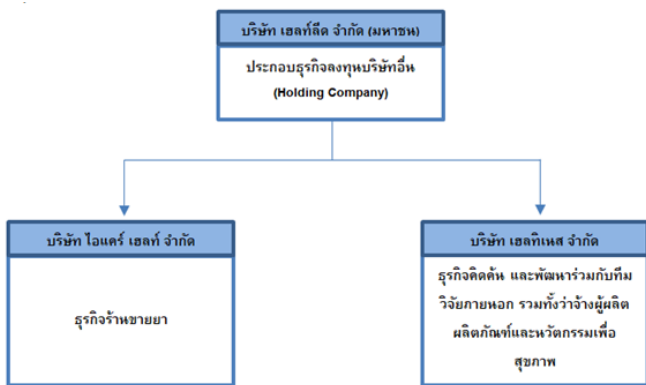 บริษัท เฮลท์ลีด จำกัด (มหาชน)
ประกอบธุรกิจลงทุนบริษัทอื่น
(Holding Company)
บริษัท ไอแคร์ เฮลท์ จำกัด
ธุรกิจร้านขายยา
บริษัท เฮลทิเนส จำกัด
ธุรกิจคิดค้น และพัฒนาร่วมกับทีม
วิจัยภายนอก รวมทั้งว่าจ้างผู้ผลิต
ผลิตภัณฑ์และนวัตกรรมเพื่อ
สุขภาพ